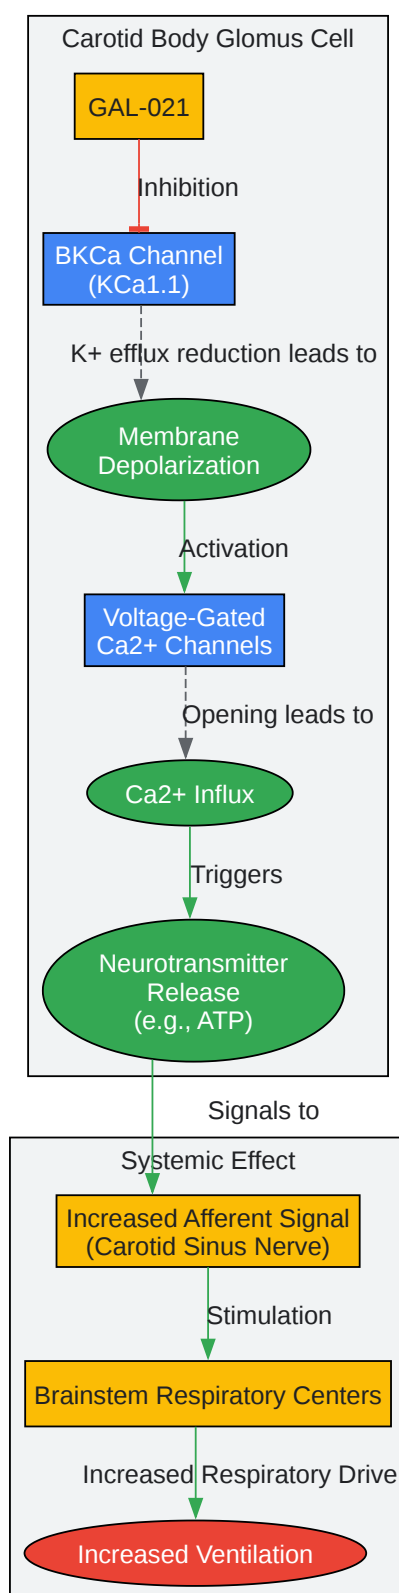 Carotid Body Glomus Cell
GAL-021
Inhibition
BKCa Channel
(KCa1.1)
K+ efflux reduction leads to
Membrane
Depolarization
Activation
Voltage-Gated
Ca2+ Channels
Opening leads to
Ca2+ Influx
Triggers
Neurotransmitter
Release
(e.g., ATP)
Signals to
Systemic Effect
Increased Afferent Signal
(Carotid Sinus Nerve)
Stimulation
Brainstem Respiratory Centers
Increased Respiratory Drive
Increased Ventilation